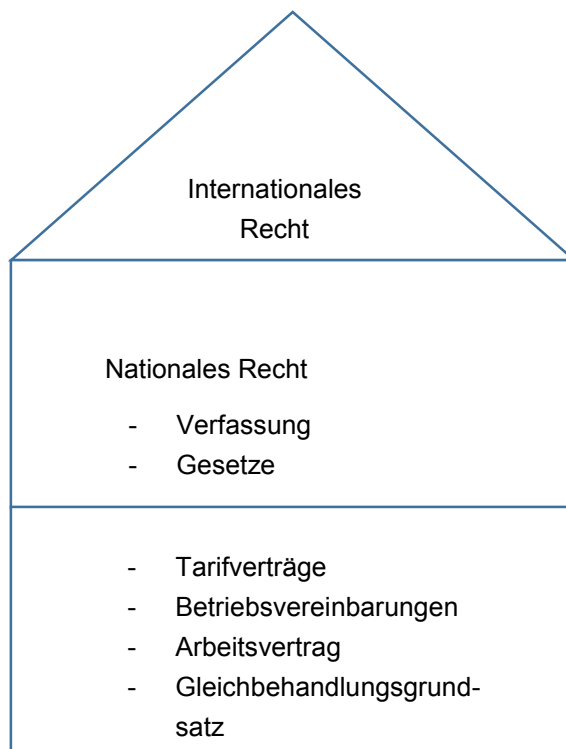 Internationales
Recht
Nationales Recht
- Verfassung
- Gesetze
- Tarifverträge
- Betriebsvereinbarungen
- Arbeitsvertrag
- Gleichbehandlungsgrund-
satz